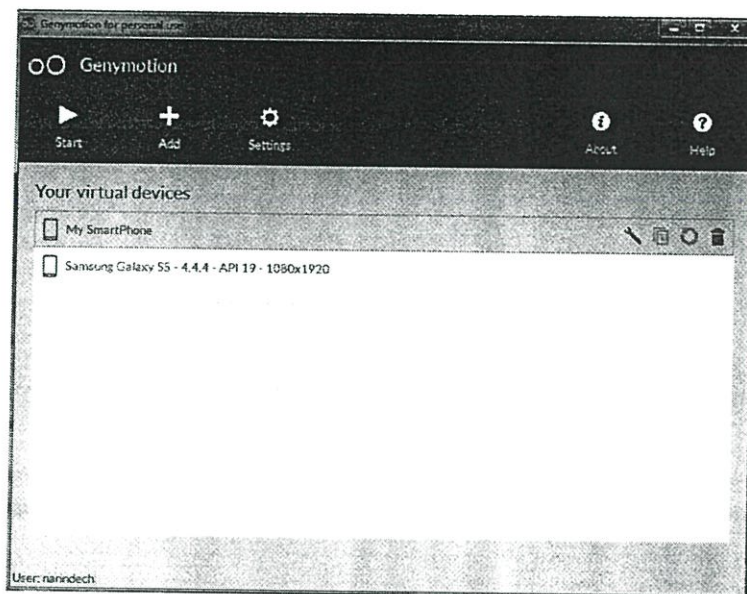 Genymotion for personal use
Genymotion
Start
Add
Settings
About
Help
Your virtual devices
My SmartPhone
Samsung Galaxy S5 - 4.4.4 - API 19 - 1080x1920
User: narindech